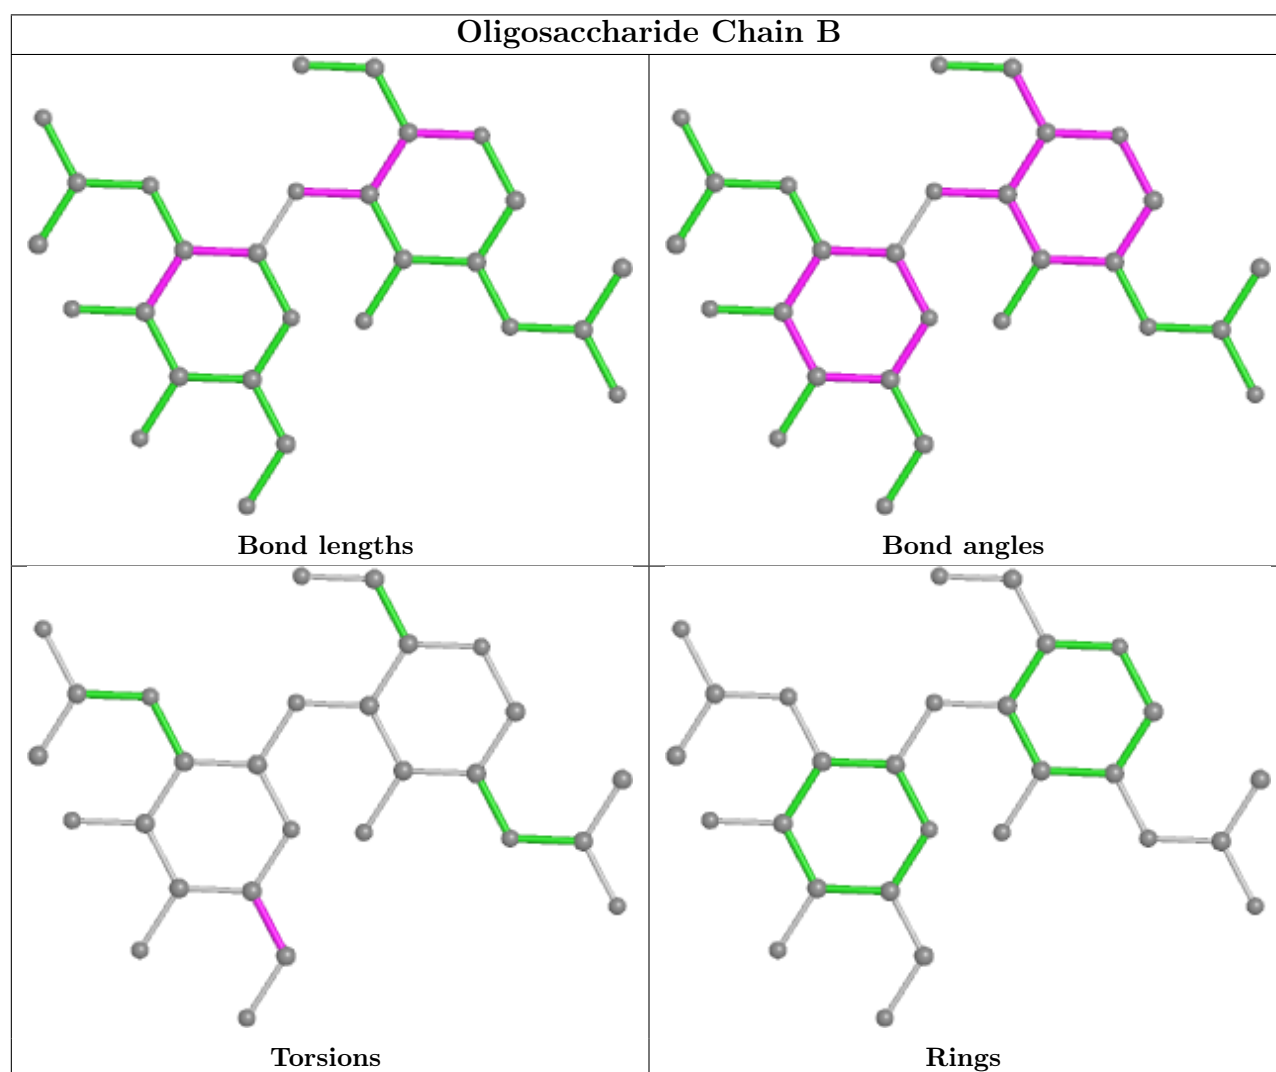 Oligosaccharide Chain B
Bond lengths
Bond angles
Torsions
Rings